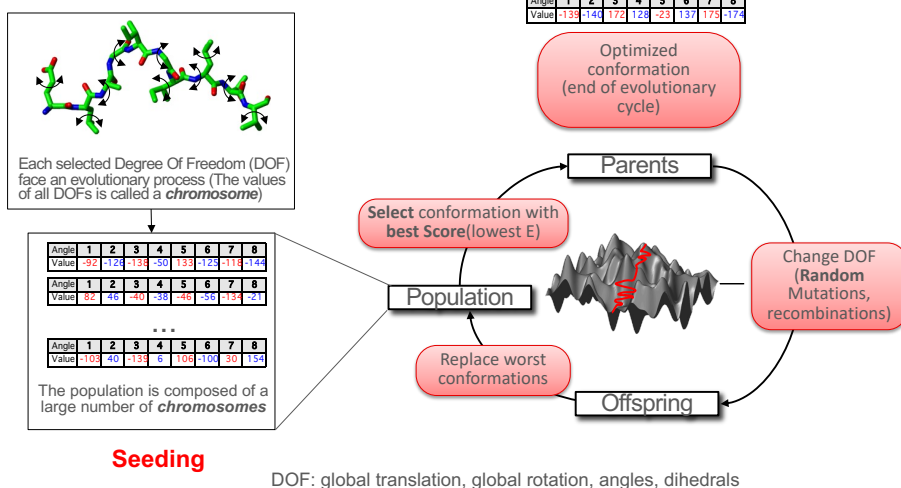 Angle 1 2 3 4 5 6 7 8
Value -139 -140 172 128 -23 137 175 -174
Optimized
conformation
(end of evolutionary
cycle)
Each selected Degree Of Freedom (DOF)
face an evolutionary process (The values
of all DOFs is called a chromosome)
Parents
Select conformation with
best Score(lowest E)
Angle 1 2 3 4 5 6 7 8
Value -92 -126 -138 -50 133 -125 -118 -144
Angle 1 2 3 4 5 6 7 8
Value 82 46 -40 -38 -46 -56 -134 -21
...
Angle 1 2 3 4 5 6 7 8
Value -103 40 -139 6 106 -100 30 154
The population is composed of a
large number of chromosomes
Population
Change DOF
(Random
Mutations,
recombinations)
Replace worst
conformations
Offspring
Seeding
DOF: global translation, global rotation, angles, dihedrals